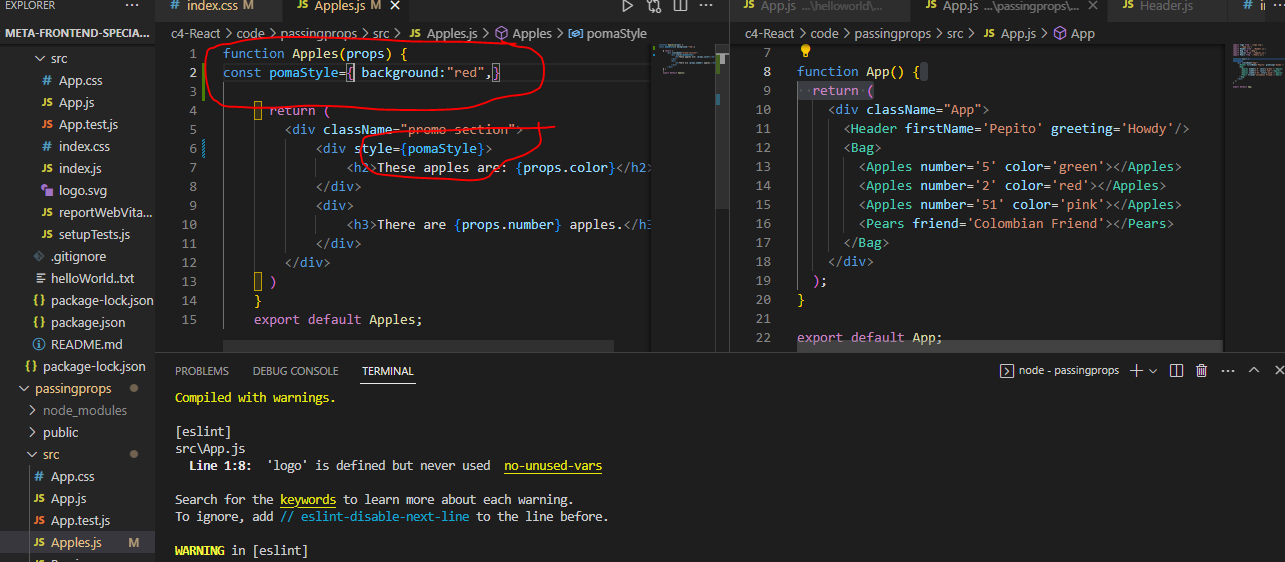 EXPLORER
META-FRONTEND-SPECIA...
src
App.css
App.js
App.test.js
index.css
index.js
logo.svg
reportWebVita...
setupTests.js
.gitignore
helloWorld..txt
package-lock.json
package.json
README.md
package-lock.json
passingprops
node_modules
public
src
App.css
App.js
App.test.js
Apples.js M
index.css M
Apples.js M
c4-React > code > passingprops > src > Apples.js > Apples > pomaStyle
1 function Apples(props) {
2 const pomaStyle={ background:"red",}
3
4 return (
5 <div className="promo section">
6 <div style={pomaStyle}>
7 <h2>These apples are: {props.color}</h2>
8 </div>
9 <div>
10 <h3>There are {props.number} apples.</h3
11 </div>
12 </div>
13 )
14 }
15 export default Apples;
App.js ...\helloworld\...
App.js ...\passingprops\...
Header.js
c4-React > code > passingprops > src > App.js > App
7
8 function App() {
9 return (
10 <div className="App">
11 <Header firstName='Pepito' greeting='Howdy'/>
12 <Bag>
13 <Apples number='5' color='green'></Apples>
14 <Apples number='2' color='red'></Apples>
15 <Apples number='51' color='pink'></Apples>
16 <Pears friend='Colombian Friend'></Pears>
17 </Bag>
18 </div>
19 );
20 }
21
22 export default App;
PROBLEMS DEBUG CONSOLE TERMINAL
node - passingprops
Compiled with warnings.
[eslint]
src\App.js
Line 1:8: 'logo' is defined but never used no-unused-vars
Search for the keywords to learn more about each warning.
To ignore, add // eslint-disable-next-line to the line before.
WARNING in [eslint]